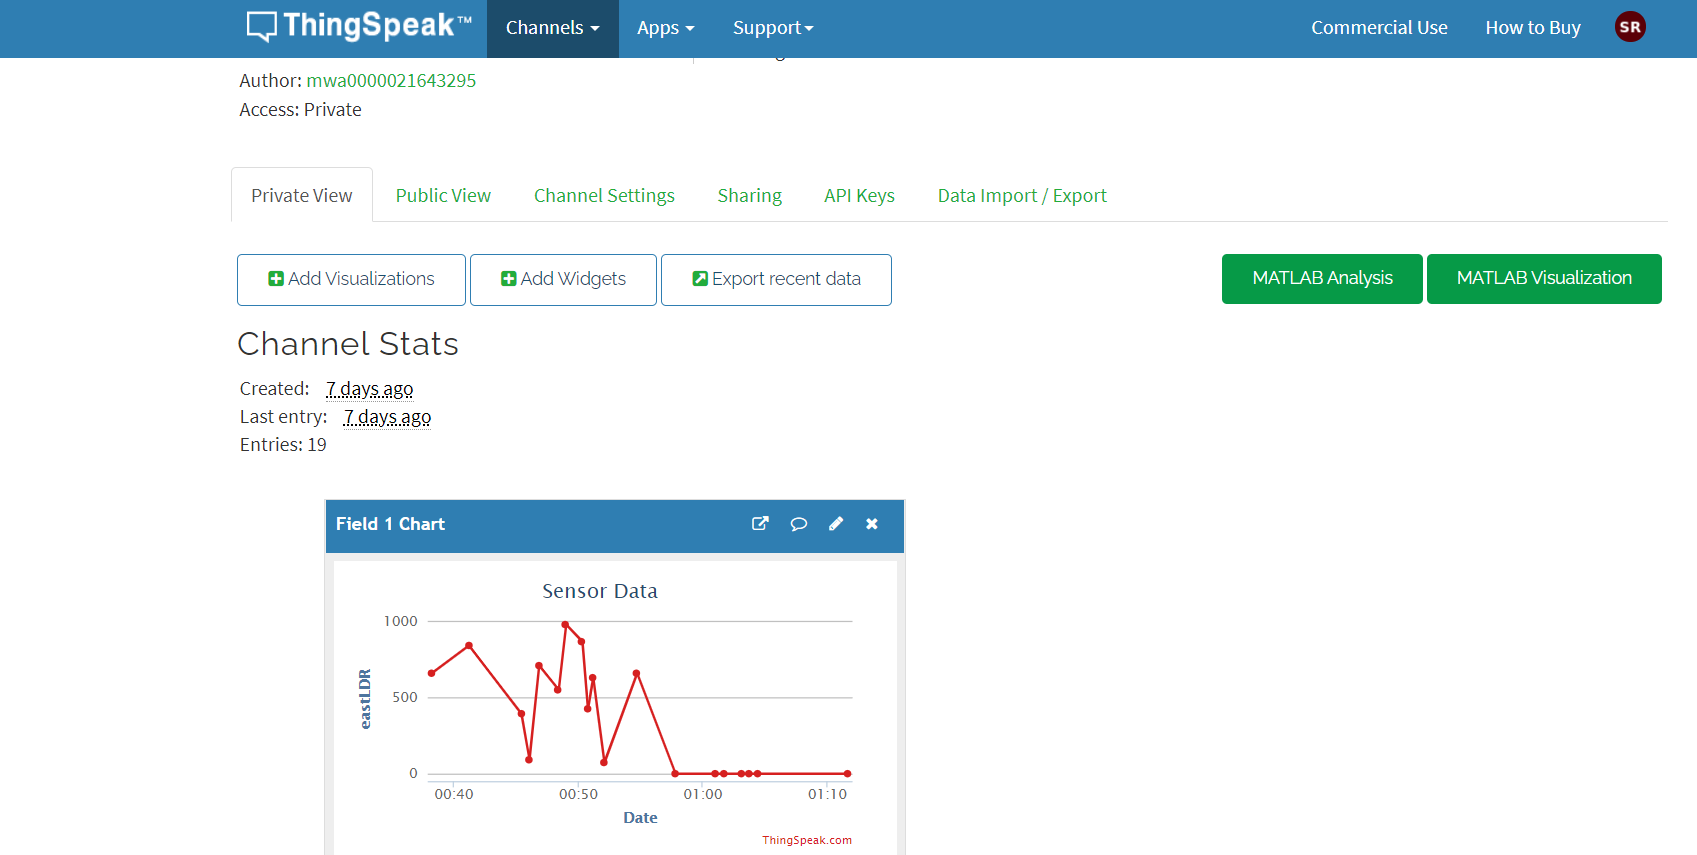 ThingSpeak™ Channels Apps Support Commercial Use How to Buy SR
Author: mwa0000021643295
Access: Private
Private View Public View Channel Settings Sharing API Keys Data Import / Export
Add Visualizations Add Widgets Export recent data MATLAB Analysis MATLAB Visualization
Channel Stats
Created: 7 days ago
Last entry: 7 days ago
Entries: 19
Field 1 Chart
Sensor Data
1000
500
0
eastLDR
00:40 00:50 01:00 01:10
Date
ThingSpeak.com